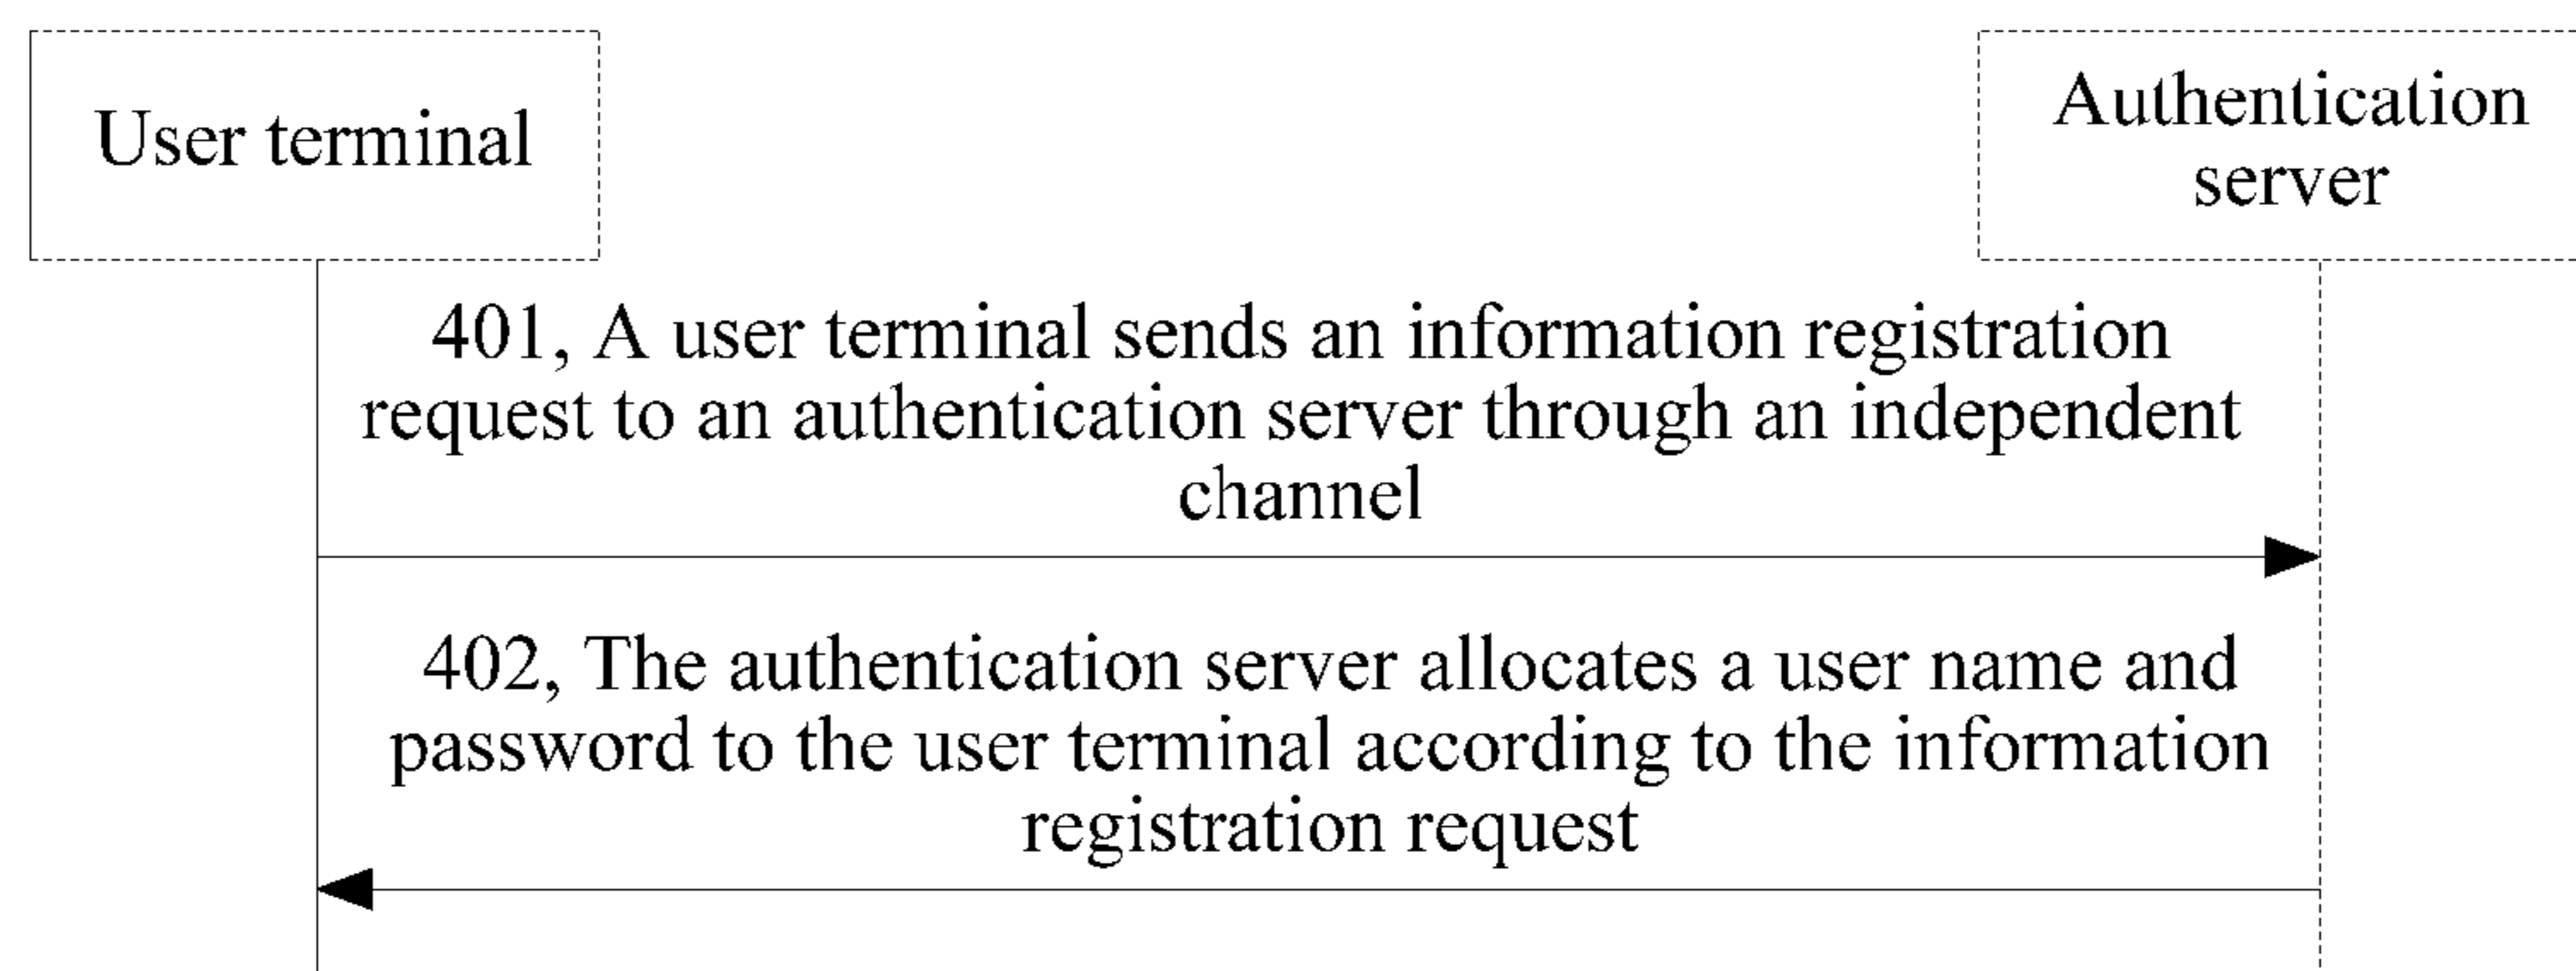 User terminal
Authentication
server
401, A user terminal sends an information registration
request to an authentication server through an independent
channel
402, The authentication server allocates a user name and
password to the user terminal according to the information
registration request